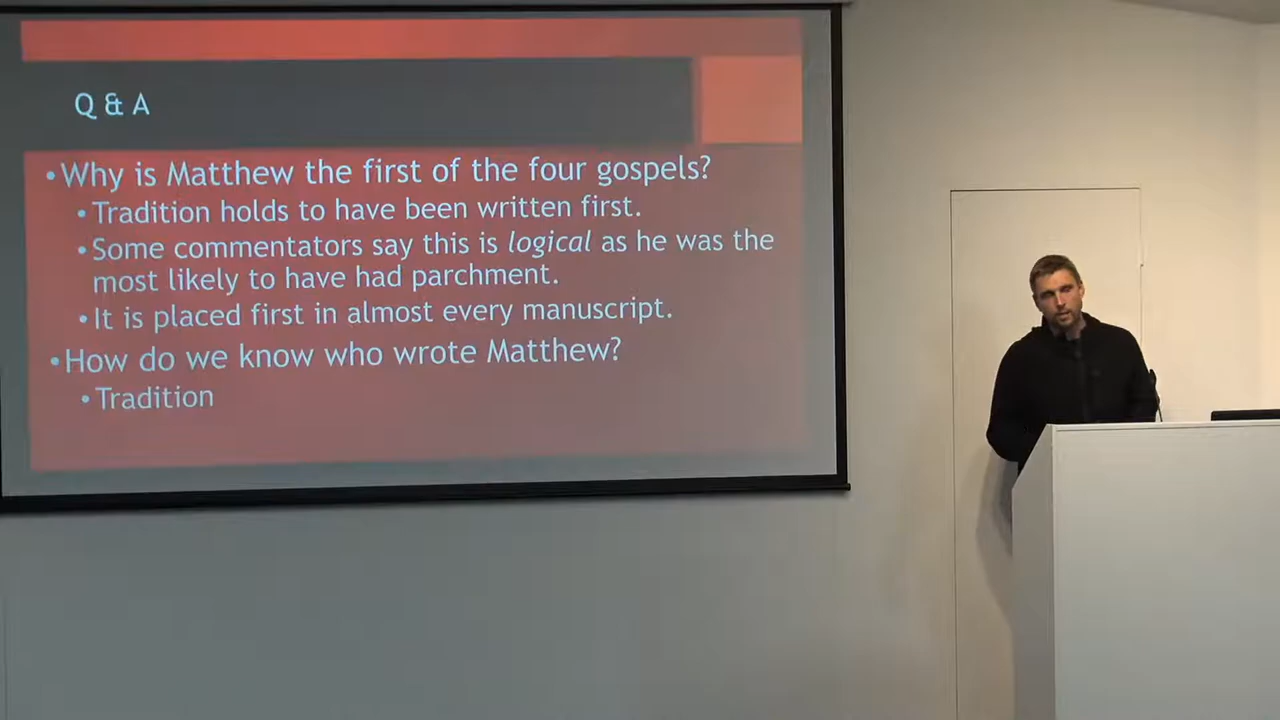 Q & A
• Why is Matthew the first of the four gospels?
• Tradition holds to have been written first.
• Some commentators say this is logical as he was the
most likely to have had parchment.
• It is placed first in almost every manuscript.
• How do we know who wrote Matthew?
• Tradition